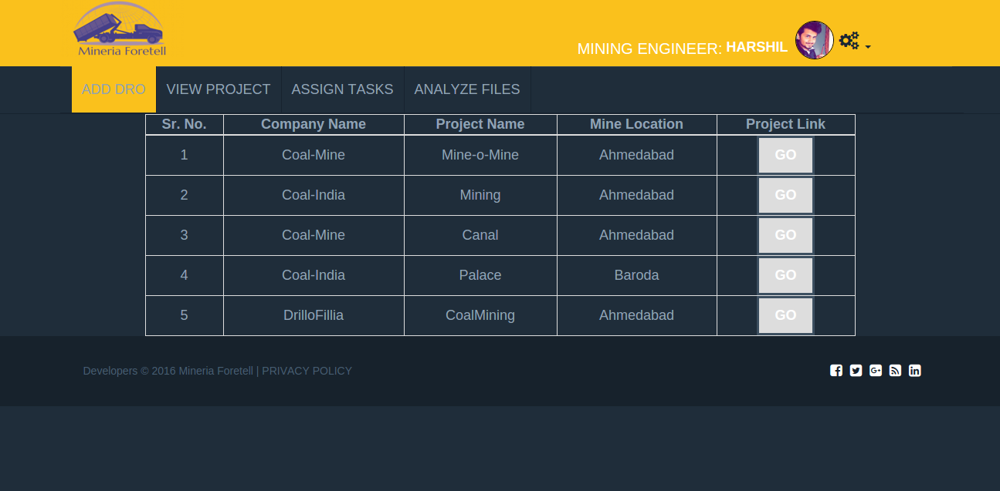 Mineria Foretell
MINING ENGINEER: HARSHIL
ADD DRO VIEW PROJECT ASSIGN TASKS ANALYZE FILES
Sr. No. Company Name Project Name Mine Location Project Link
1 Coal-Mine Mine-o-Mine Ahmedabad GO
2 Coal-India Mining Ahmedabad GO
3 Coal-Mine Canal Ahmedabad GO
4 Coal-India Palace Baroda GO
5 DrilloFillia CoalMining Ahmedabad GO
Developers © 2016 Mineria Foretell | PRIVACY POLICY